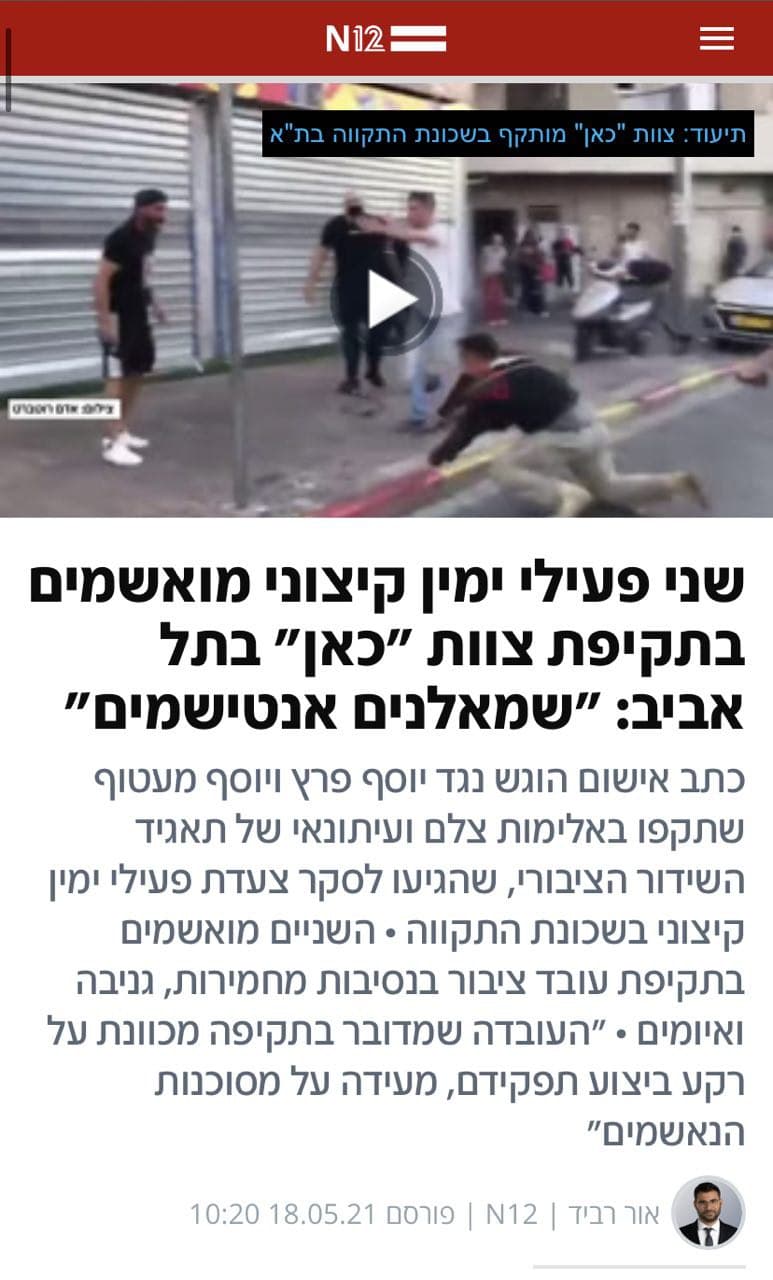 N12
תיעוד: צוות "כאן" מותקף בשכונת התקווה בת"א
צילום: אדם רוטברט
שני פעילי ימין קיצוני מואשמים
בתקיפת צוות ״כאן״ בתל
אביב: ״שמאלנים אנטישמים״
כתב אישום הוגש נגד יוסף פרץ ויוסף מעטוף
שתקפו באלימות צלם ועיתונאי של תאגיד
השידור הציבורי, שהגיעו לסקר צעדת פעילי ימין
קיצוני בשכונת התקווה • השניים מואשמים
בתקיפת עובד ציבור בנסיבות מחמירות, גניבה
ואיומים • ״העובדה שמדובר בתקיפה מכוונת על
רקע ביצוע תפקידם, מעידה על מסוכנות
הנאשמים״
אור רביד | N12 | פורסם 18.05.21 10:20